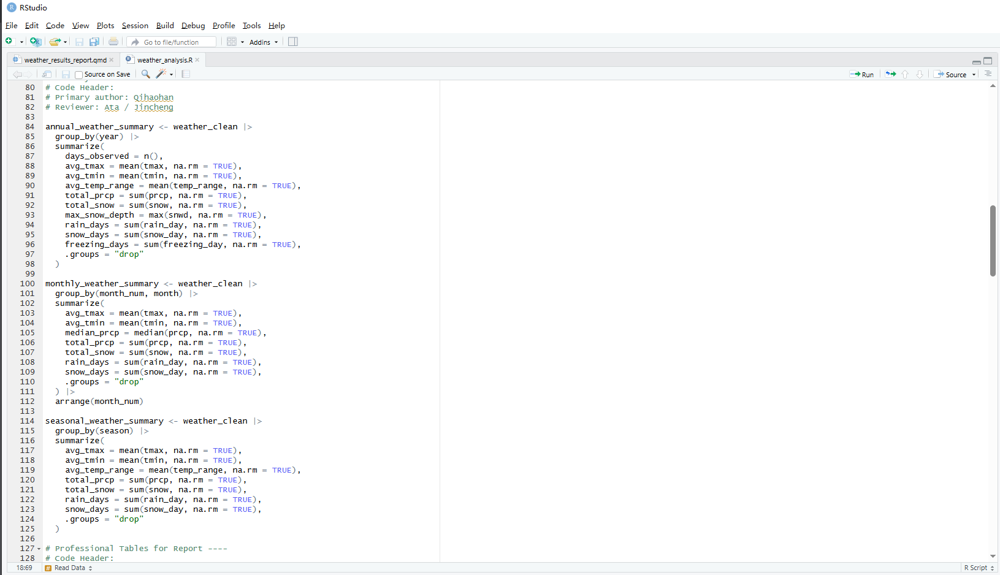 RStudio
File Edit Code View Plots Session Build Debug Profile Tools Help
Go to file/function Addins
weather_results_report.qmd weather_analysis.R
Source on Save Run Source
80 # Code Header:
81 # Primary author: Qihaohan
82 # Reviewer: Ata / Jincheng
83
84 annual_weather_summary <- weather_clean |>
85   group_by(year) |>
86   summarize(
87     days_observed = n(),
88     avg_tmax = mean(tmax, na.rm = TRUE),
89     avg_tmin = mean(tmin, na.rm = TRUE),
90     avg_temp_range = mean(temp_range, na.rm = TRUE),
91     total_prcp = sum(prcp, na.rm = TRUE),
92     total_snow = sum(snow, na.rm = TRUE),
93     max_snow_depth = max(snwd, na.rm = TRUE),
94     rain_days = sum(rain_day, na.rm = TRUE),
95     snow_days = sum(snow_day, na.rm = TRUE),
96     freezing_days = sum(freezing_day, na.rm = TRUE),
97     .groups = "drop"
98   )
99
100 monthly_weather_summary <- weather_clean |>
101   group_by(month_num, month) |>
102   summarize(
103     avg_tmax = mean(tmax, na.rm = TRUE),
104     avg_tmin = mean(tmin, na.rm = TRUE),
105     median_prcp = median(prcp, na.rm = TRUE),
106     total_prcp = sum(prcp, na.rm = TRUE),
107     total_snow = sum(snow, na.rm = TRUE),
108     rain_days = sum(rain_day, na.rm = TRUE),
109     snow_days = sum(snow_day, na.rm = TRUE),
110     .groups = "drop"
111   ) |>
112   arrange(month_num)
113
114 seasonal_weather_summary <- weather_clean |>
115   group_by(season) |>
116   summarize(
117     avg_tmax = mean(tmax, na.rm = TRUE),
118     avg_tmin = mean(tmin, na.rm = TRUE),
119     avg_temp_range = mean(temp_range, na.rm = TRUE),
120     total_prcp = sum(prcp, na.rm = TRUE),
121     total_snow = sum(snow, na.rm = TRUE),
122     rain_days = sum(rain_day, na.rm = TRUE),
123     snow_days = sum(snow_day, na.rm = TRUE),
124     .groups = "drop"
125   )
126
127 # Professional Tables for Report ----
128 # Code Header:
18:69 # Read Data R Script